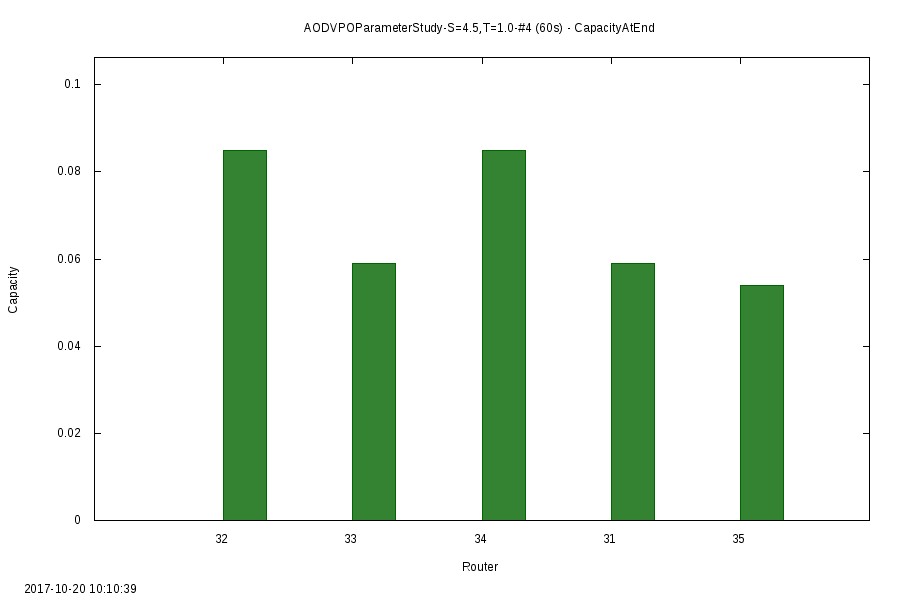 AODVPOParameterStudy-S=4.5,T=1.0-#4 (60s) - CapacityAtEnd
0.1
0.08
0.06
0.04
0.02
0
Capacity
32 33 34 31 35
Router
2017-10-20 10:10:39